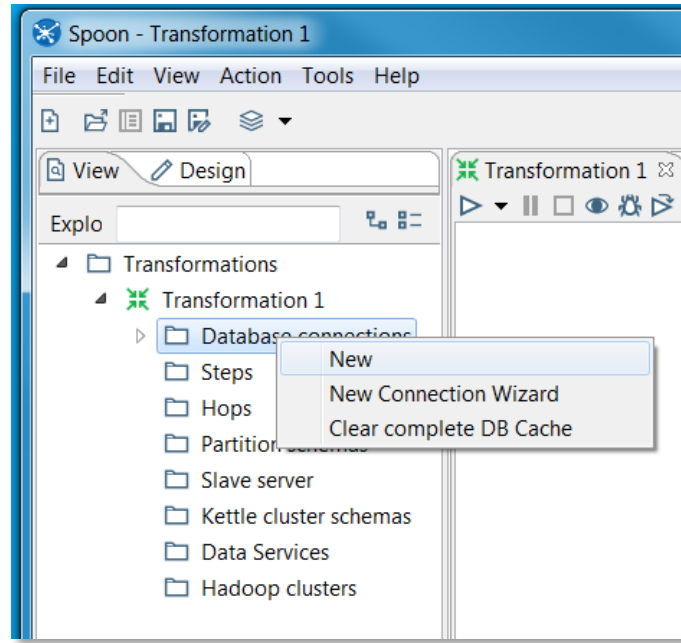 Spoon - Transformation 1
File Edit View Action Tools Help
View Design
Transformation 1
Explo
Transformations
Transformation 1
Database connections
New
Steps
New Connection Wizard
Hops
Clear complete DB Cache
Partition schemas
Slave server
Kettle cluster schemas
Data Services
Hadoop clusters